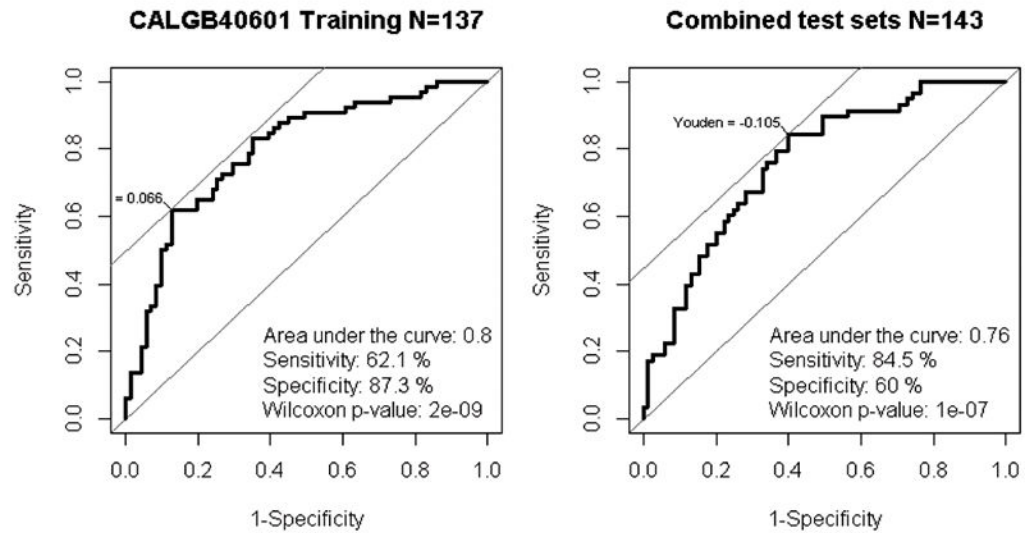 CALGB40601 Training N=137
1.0
0.8
0.6
0.4
0.2
0.0
Sensitivity
= 0.066
Area under the curve: 0.8
Sensitivity: 62.1 %
Specificity: 87.3 %
Wilcoxon p-value: 2e-09
0.0 0.2 0.4 0.6 0.8 1.0
1-Specificity
Combined test sets N=143
1.0
0.8
0.6
0.4
0.2
0.0
Sensitivity
Youden = -0.105
Area under the curve: 0.76
Sensitivity: 84.5 %
Specificity: 60 %
Wilcoxon p-value: 1e-07
0.0 0.2 0.4 0.6 0.8 1.0
1-Specificity